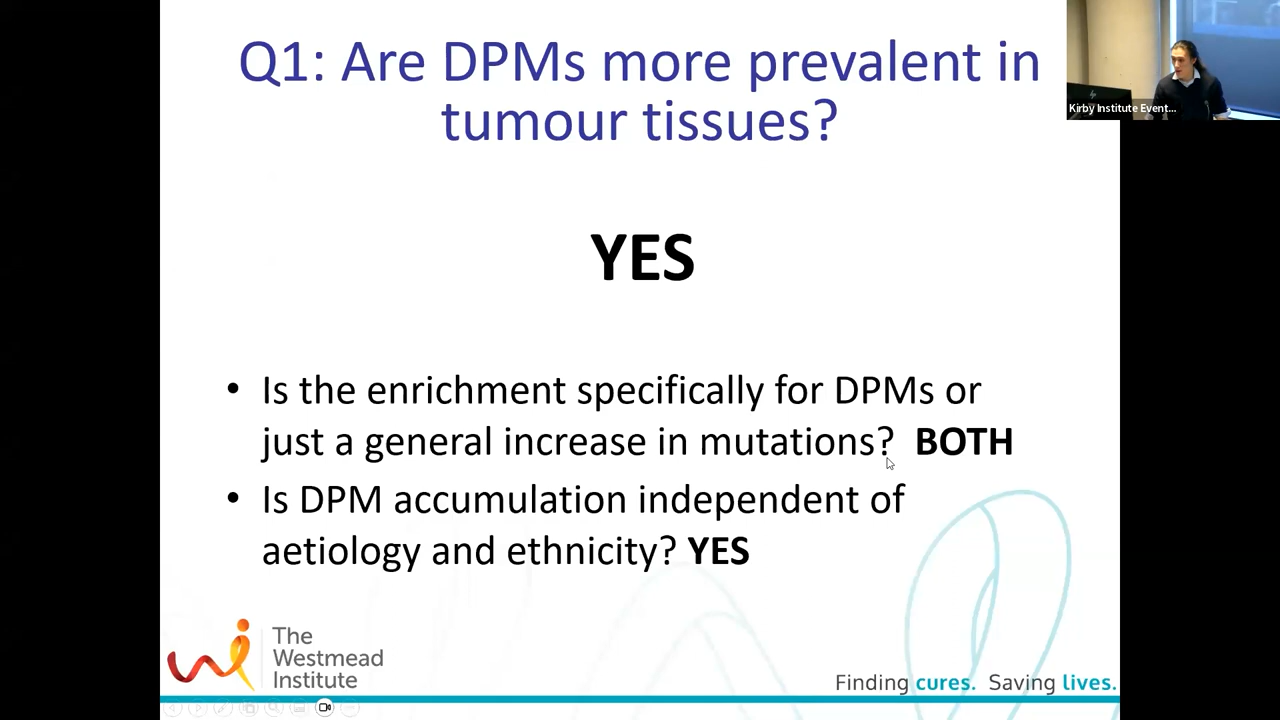 Q1: Are DPMs more prevalent in
tumour tissues?
Kirby Institute Event...
YES
• Is the enrichment specifically for DPMs or
just a general increase in mutations? BOTH
• Is DPM accumulation independent of
aetiology and ethnicity? YES
The
Westmead
Institute
Finding cures. Saving lives.